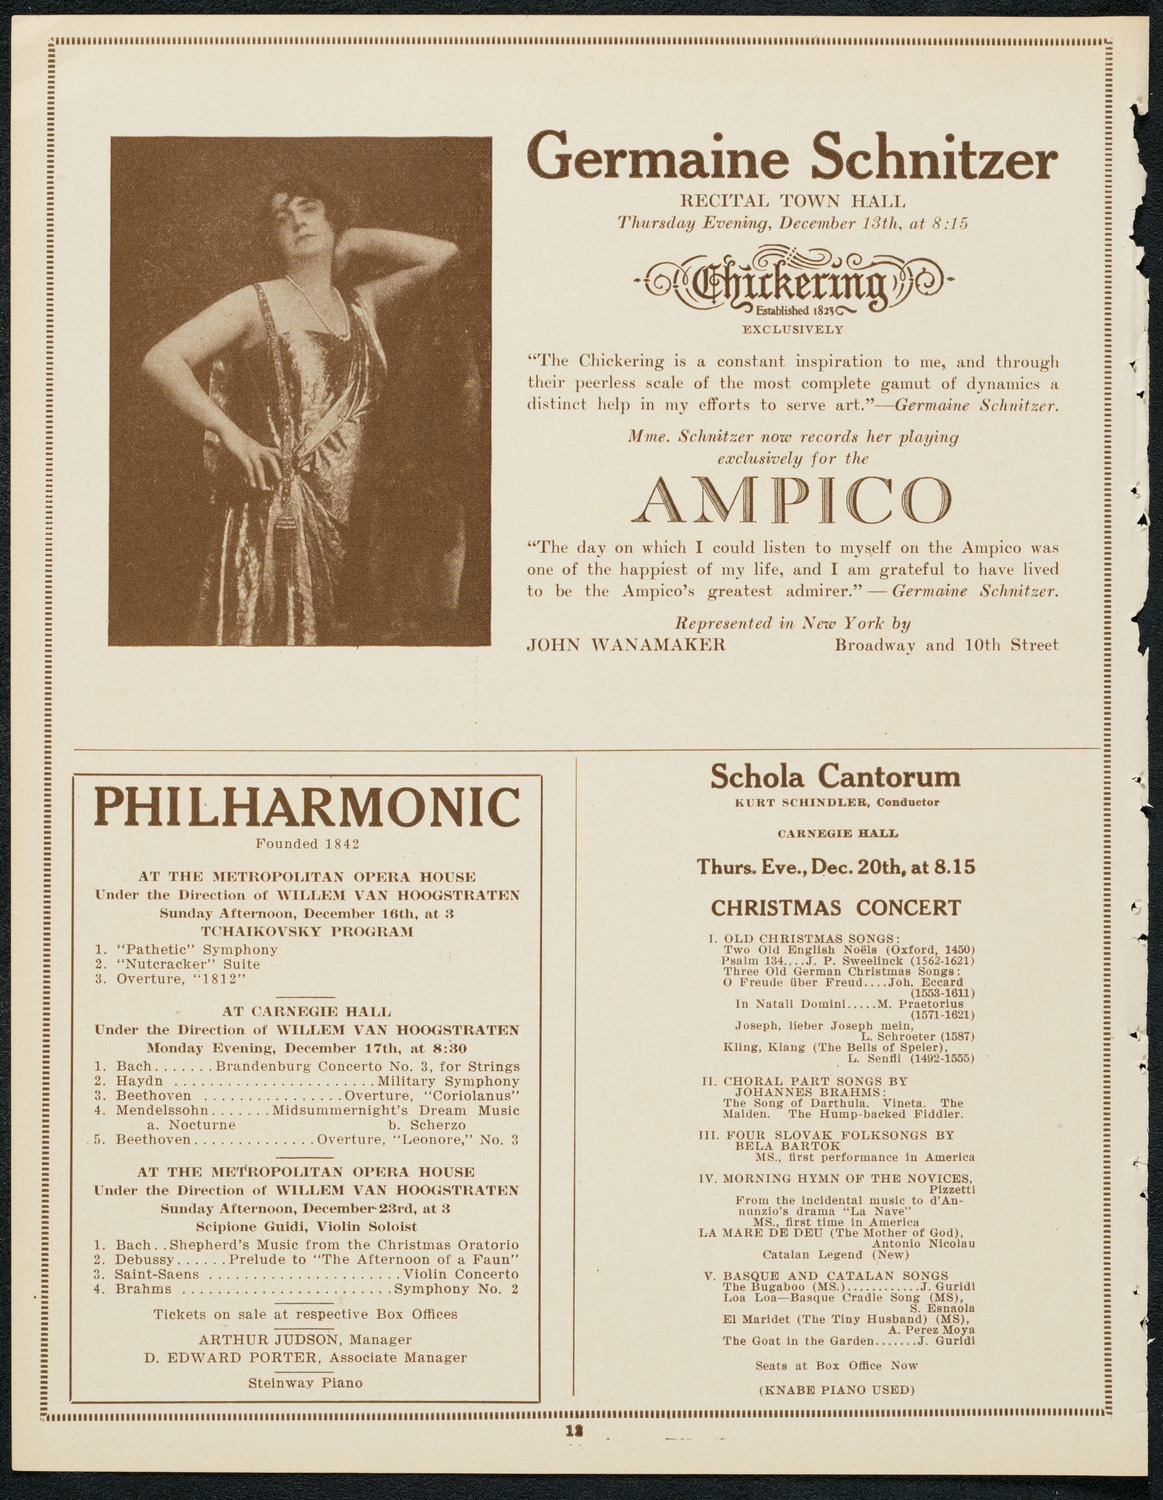 Germaine Schnitzer
RECITAL TOWN HALL
Thursday Evening, December 13th, at 8:15
Chickering
Established 1823
EXCLUSIVELY
“The Chickering is a constant inspiration to me, and through
their peerless scale of the most complete gamut of dynamics a
distinct help in my efforts to serve art.”—Germaine Schnitzer.
Mme. Schnitzer now records her playing
exclusively for the
AMPICO
“The day on which I could listen to myself on the Ampico was
one of the happiest of my life, and I am grateful to have lived
to be the Ampico’s greatest admirer.” — Germaine Schnitzer.
Represented in New York by
JOHN WANAMAKER Broadway and 10th Street
PHILHARMONIC
Founded 1842
AT THE METROPOLITAN OPERA HOUSE
Under the Direction of WILLEM VAN HOOGSTRATEN
Sunday Afternoon, December 16th, at 3
TCHAIKOVSKY PROGRAM
1. “Pathetic” Symphony
2. “Nutcracker” Suite
3. Overture, “1812”
AT CARNEGIE HALL
Under the Direction of WILLEM VAN HOOGSTRATEN
Monday Evening, December 17th, at 8:30
1. Bach.......Brandenburg Concerto No. 3, for Strings
2. Haydn .......................Military Symphony
3. Beethoven ................Overture, “Coriolanus”
4. Mendelssohn.......Midsummernight’s Dream Music
a. Nocturne b. Scherzo
5. Beethoven..............Overture, “Leonore,” No. 3
AT THE METROPOLITAN OPERA HOUSE
Under the Direction of WILLEM VAN HOOGSTRATEN
Sunday Afternoon, December 23rd, at 3
Scipione Guidi, Violin Soloist
1. Bach..Shepherd’s Music from the Christmas Oratorio
2. Debussy......Prelude to “The Afternoon of a Faun”
3. Saint-Saens ......................Violin Concerto
4. Brahms ........................Symphony No. 2
Tickets on sale at respective Box Offices
ARTHUR JUDSON, Manager
D. EDWARD PORTER, Associate Manager
Steinway Piano
Schola Cantorum
KURT SCHINDLER, Conductor
CARNEGIE HALL
Thurs. Eve., Dec. 20th, at 8.15
CHRISTMAS CONCERT
I. OLD CHRISTMAS SONGS:
Two Old English Noëls (Oxford, 1450)
Psalm 134....J. P. Sweelinck (1562-1621)
Three Old German Christmas Songs:
O Freude über Freud....Joh. Eccard
(1553-1611)
In Natali Domini.....M. Praetorius
(1571-1621)
Joseph, lieber Joseph mein,
L. Schroeter (1587)
Kling, Klang (The Bells of Speier),
L. Senfll (1492-1555)
II. CHORAL PART SONGS BY
JOHANNES BRAHMS:
The Song of Darthula. Vineta. The
Maiden. The Hump-backed Fiddler.
III. FOUR SLOVAK FOLKSONGS BY
BELA BARTOK
MS., first performance in America
IV. MORNING HYMN OF THE NOVICES,
Pizzetti
From the incidental music to d’An-
nunzio’s drama “La Nave”
MS., first time in America
LA MARE DE DEU (The Mother of God),
Antonio Nicolau
Catalan Legend (New)
V. BASQUE AND CATALAN SONGS
The Bugaboo (MS.)...........J. Guridi
Loa Loa—Basque Cradle Song (MS),
S. Esnaola
El Maridet (The Tiny Husband) (MS),
A. Perez Moya
The Goat in the Garden.......J. Guridi
Seats at Box Office Now
(KNABE PIANO USED)
12